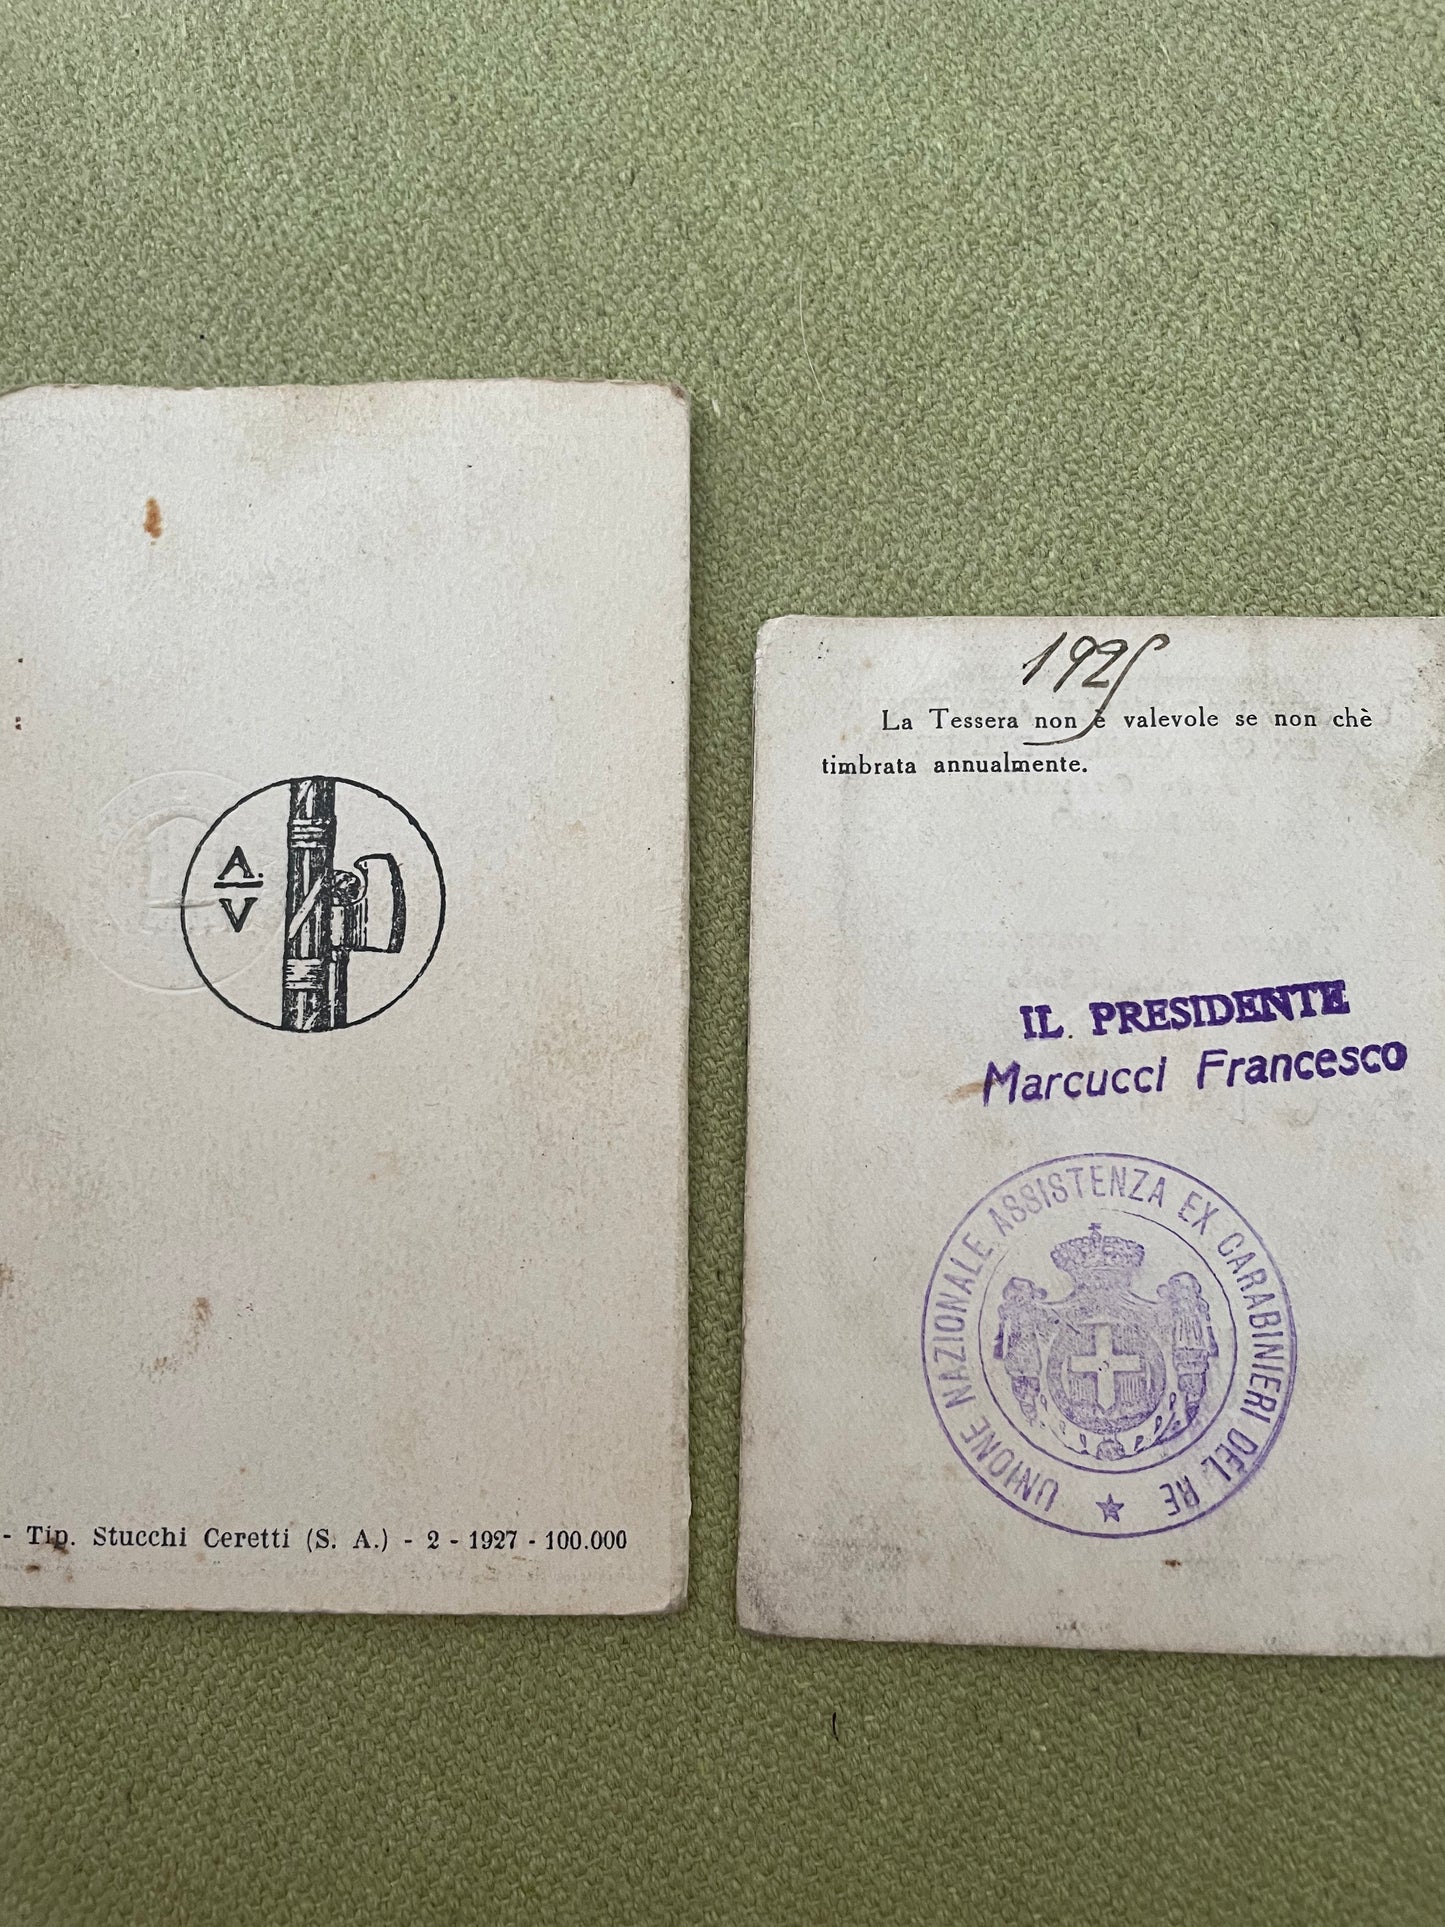 A.
V
- Tip. Stucchi Ceretti (S. A.) - 2 - 1927 - 100.000
1925
La Tessera non è valevole se non chè
timbrata annualmente.
IL PRESIDENTE
Marcucci Francesco
UNIONE NAZIONALE ASSISTENZA EX CARABINIERI DEL RE